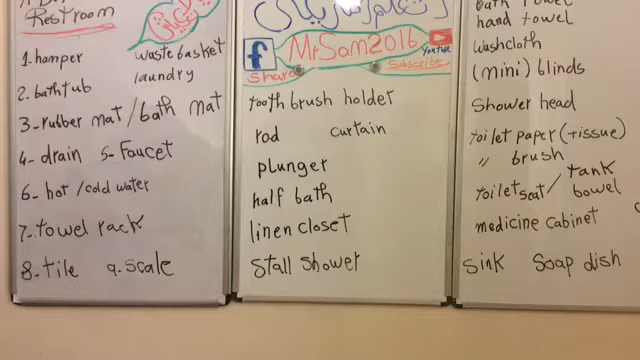 Restroom
1. hamper
waste basket
laundry
2. bathtub
3- rubber mat / bath mat
4- drain 5- Faucet
6- hot / cold water
7- towel rack
8- tile 9- scale
MrSam2016
YouTube
Share
Subscribe
tooth brush holder
rod curtain
plunger
half bath
linen closet
Stall shower
bath towel
hand towel
washcloth
(mini) blinds
Shower head
toilet paper (tissue)
" brush
toilet seat / tank
bowel
medicine cabinet
Sink Soap dish